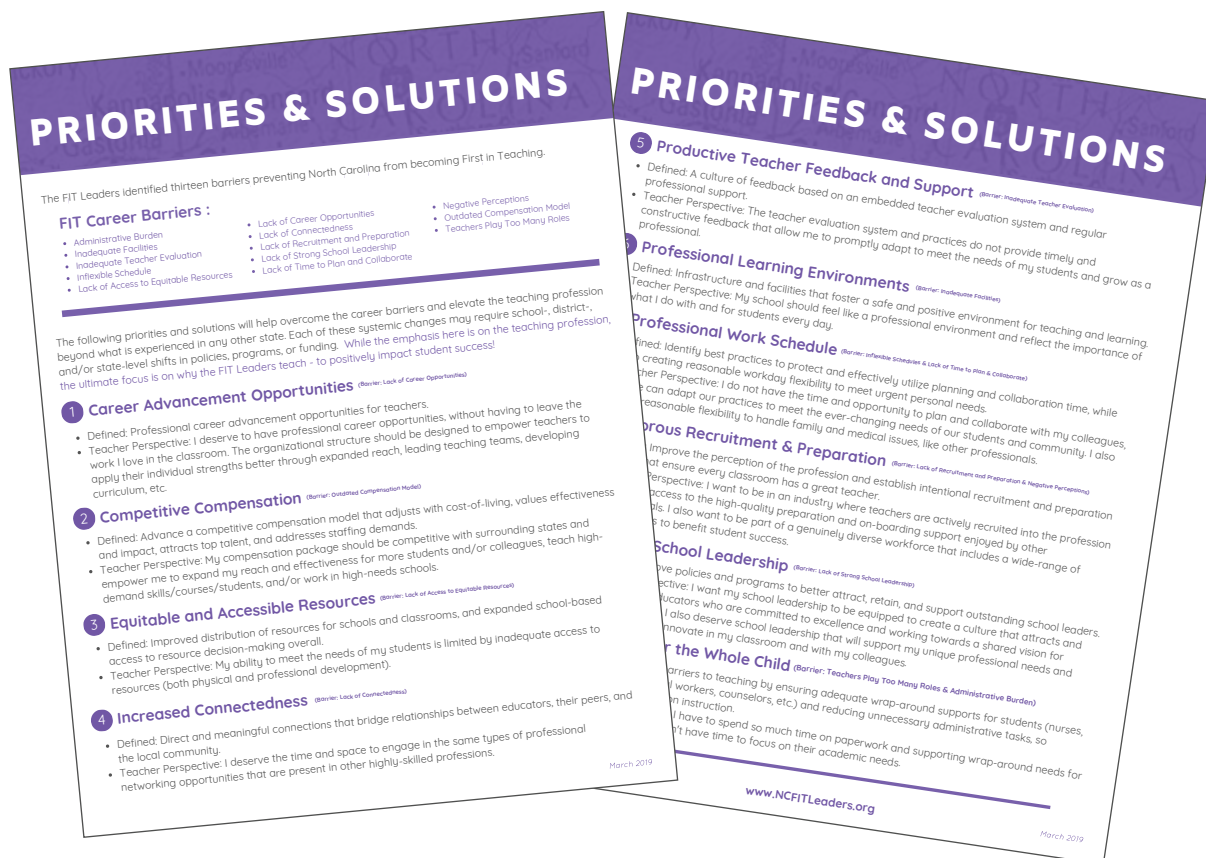 PRIORITIES & SOLUTIONS
The FIT Leaders identified thirteen barriers preventing North Carolina from becoming First in Teaching.
FIT Career Barriers :
• Administrative Burden
• Inadequate Facilities
• Inadequate Teacher Evaluation
• Inflexible Schedule
• Lack of Access to Equitable Resources
• Lack of Career Opportunities
• Lack of Connectedness
• Lack of Recruitment and Preparation
• Lack of Strong School Leadership
• Lack of Time to Plan and Collaborate
• Negative Perceptions
• Outdated Compensation Model
• Teachers Play Too Many Roles
The following priorities and solutions will help overcome the career barriers and elevate the teaching profession
beyond what is experienced in any other state. Each of these systemic changes may require school-, district-,
and/or state-level shifts in policies, programs, or funding. While the emphasis here is on the teaching profession,
the ultimate focus is on why the FIT Leaders teach - to positively impact student success!
1 Career Advancement Opportunities (Barrier: Lack of Career Opportunities)
• Defined: Professional career advancement opportunities for teachers.
• Teacher Perspective: I deserve to have professional career opportunities, without having to leave the
work I love in the classroom. The organizational structure should be designed to empower teachers to
apply their individual strengths better through expanded reach, leading teaching teams, developing
curriculum, etc.
2 Competitive Compensation (Barrier: Outdated Compensation Model)
• Defined: Advance a competitive compensation model that adjusts with cost-of-living, values effectiveness
and impact, attracts top talent, and addresses staffing demands.
• Teacher Perspective: My compensation package should be competitive with surrounding states and
empower me to expand my reach and effectiveness for more students and/or colleagues, teach high-
demand skills/courses/students, and/or work in high-needs schools.
3 Equitable and Accessible Resources (Barrier: Lack of Access to Equitable Resources)
• Defined: Improved distribution of resources for schools and classrooms, and expanded school-based
access to resource decision-making overall.
• Teacher Perspective: My ability to meet the needs of my students is limited by inadequate access to
resources (both physical and professional development).
4 Increased Connectedness (Barrier: Lack of Connectedness)
• Defined: Direct and meaningful connections that bridge relationships between educators, their peers, and
the local community.
• Teacher Perspective: I deserve the time and space to engage in the same types of professional
networking opportunities that are present in other highly-skilled professions.
March 2019
PRIORITIES & SOLUTIONS
5 Productive Teacher Feedback and Support (Barrier: Inadequate Teacher Evaluation)
• Defined: A culture of feedback based on an embedded teacher evaluation system and regular
professional support.
• Teacher Perspective: The teacher evaluation system and practices do not provide timely and
constructive feedback that allow me to promptly adapt to meet the needs of my students and grow as a
professional.
Professional Learning Environments (Barrier: Inadequate Facilities)
Defined: Infrastructure and facilities that foster a safe and positive environment for teaching and learning.
Teacher Perspective: My school should feel like a professional environment and reflect the importance of
what I do with and for students every day.
Professional Work Schedule (Barrier: Inflexible Schedules & Lack of Time to Plan & Collaborate)
fined: Identify best practices to protect and effectively utilize planning and collaboration time, while
creating reasonable workday flexibility to meet urgent personal needs.
cher Perspective: I do not have the time and opportunity to plan and collaborate with my colleagues,
can adapt our practices to meet the ever-changing needs of our students and community. I also
reasonable flexibility to handle family and medical issues, like other professionals.
orous Recruitment & Preparation (Barrier: Lack of Recruitment and Preparation & Negative Perceptions)
Improve the perception of the profession and establish intentional recruitment and preparation
at ensure every classroom has a great teacher.
erspective: I want to be in an industry where teachers are actively recruited into the profession
access to the high-quality preparation and on-boarding support enjoyed by other
als. I also want to be part of a genuinely diverse workforce that includes a wide-range of
s to benefit student success.
School Leadership (Barrier: Lack of Strong School Leadership)
ove policies and programs to better attract, retain, and support outstanding school leaders.
ective: I want my school leadership to be equipped to create a culture that attracts and
ducators who are committed to excellence and working towards a shared vision for
I also deserve school leadership that will support my unique professional needs and
nnovate in my classroom and with my colleagues.
r the Whole Child (Barrier: Teachers Play Too Many Roles & Administrative Burden)
arriers to teaching by ensuring adequate wrap-around supports for students (nurses,
l workers, counselors, etc.) and reducing unnecessary administrative tasks, so
on instruction.
I have to spend so much time on paperwork and supporting wrap-around needs for
n't have time to focus on their academic needs.
www.NCFITLeaders.org
March 2019